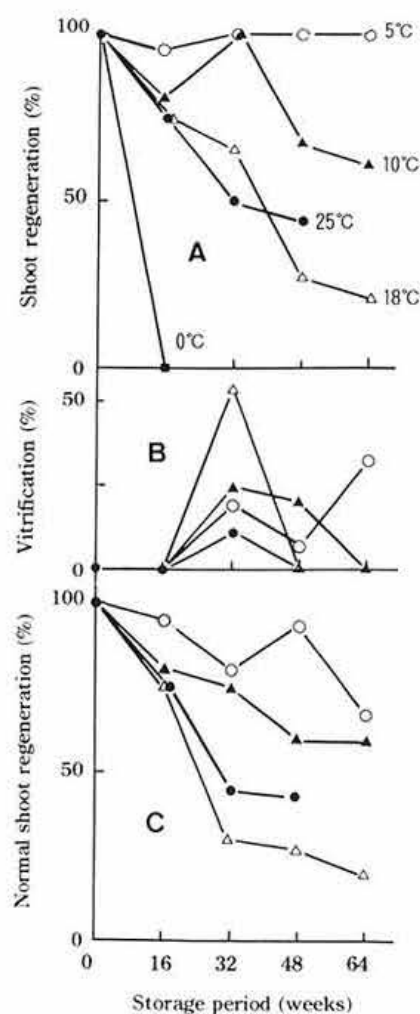 100
5℃
Shoot regeneration (%)
10℃
50
25℃
A
18℃
0℃
0
50
B
Vitrification (%)
0
100
Normal shoot regeneration (%)
50
C
0
0 16 32 48 64
Storage period (weeks)